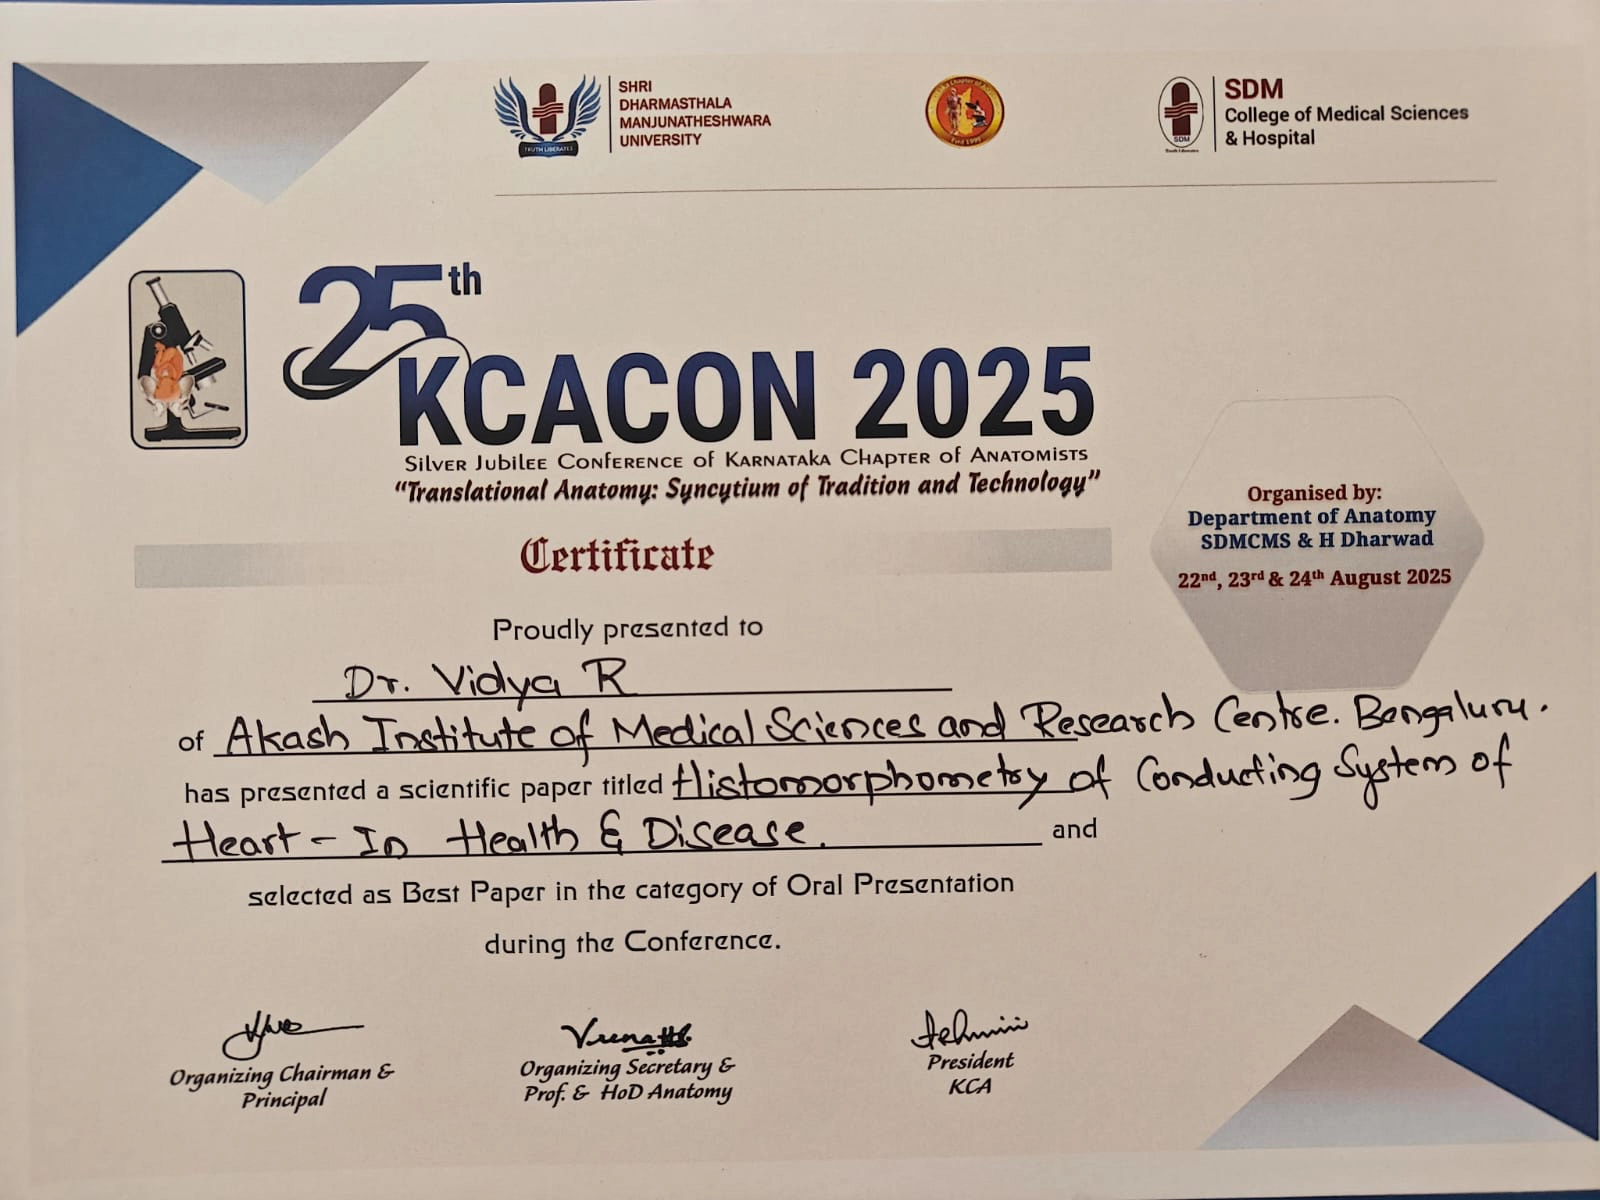 SHRI
DHARMASTHALA
MANJUNATHESHWARA
UNIVERSITY
TRUTH LIBERATES
SDM
College of Medical Sciences
& Hospital
SDM
25th
KCACON 2025
Silver Jubilee Conference of Karnataka Chapter of Anatomists
"Translational Anatomy: Syncytium of Tradition and Technology"
Organised by:
Department of Anatomy
SDMCMS & H Dharwad
22nd, 23rd & 24th August 2025
Certificate
Proudly presented to
Dr. Vidya R
of Akash Institute of Medical Sciences and Research Centre. Bengaluru.
has presented a scientific paper titled Histomorphometry of Conducting System of
Heart - In Health & Disease. and
selected as Best Paper in the category of Oral Presentation
during the Conference.
Organizing Chairman &
Principal
Veena
Organizing Secretary &
Prof. & HoD Anatomy
President
KCA